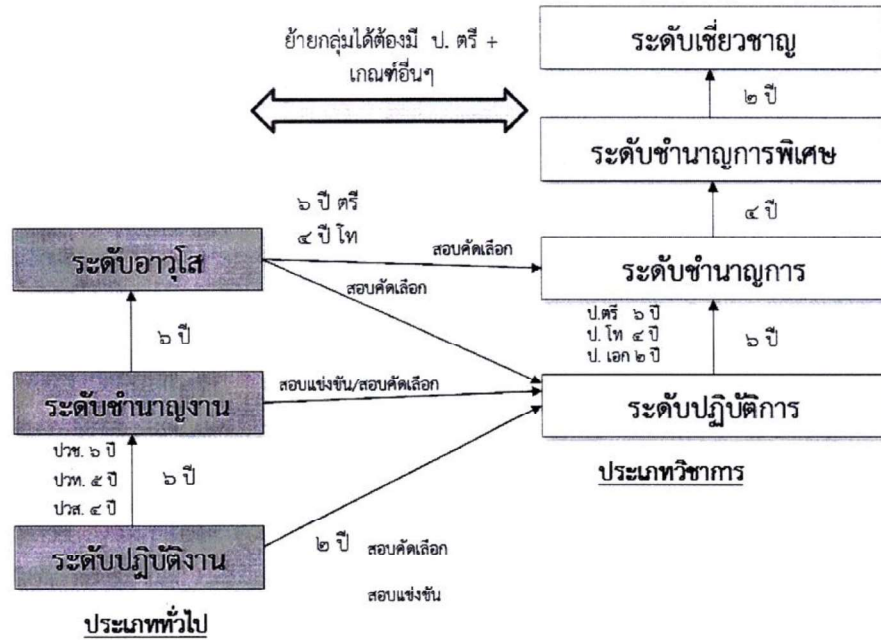 ย้ายกลุ่มได้ต้องมี ป. ตรี +
เกณฑ์อื่นๆ
ระดับเชี่ยวชาญ
๒ ปี
ระดับชำนาญการพิเศษ
๔ ปี
๖ ปี ตรี
๔ ปี โท
ระดับอาวุโส
สอบคัดเลือก
สอบคัดเลือก
ระดับชำนาญการ
ป.ตรี ๖ ปี
ป. โท ๔ ปี
ป. เอก ๒ ปี
๖ ปี
๖ ปี
ระดับชำนาญงาน
สอบแข่งขัน/สอบคัดเลือก
ระดับปฏิบัติการ
ปวช. ๖ ปี
ปวท. ๕ ปี
ปวส. ๔ ปี
๖ ปี
ประเภทวิชาการ
ระดับปฏิบัติงาน
๒ ปี สอบคัดเลือก
สอบแข่งขัน
ประเภททั่วไป